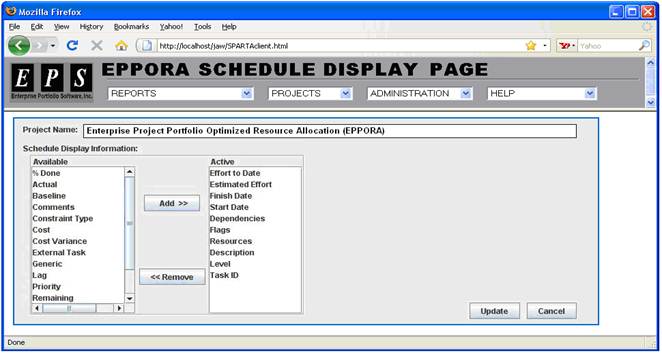 Mozilla Firefox
File Edit View History Bookmarks Yahoo! Tools Help
http://localhost/jaw/SPARTAclient.html
Yahoo
EPS
Enterprise Portfolio Software, Inc.
EPPORA SCHEDULE DISPLAY PAGE
REPORTS PROJECTS ADMINISTRATION HELP
Project Name: Enterprise Project Portfolio Optimized Resource Allocation (EPPORA)
Schedule Display Information:
Available
% Done
Actual
Baseline
Comments
Constraint Type
Cost
Cost Variance
External Task
Generic
Lag
Priority
Remaining
Add >>
<< Remove
Active
Effort to Date
Estimated Effort
Finish Date
Start Date
Dependencies
Flags
Resources
Description
Level
Task ID
Update Cancel
Done